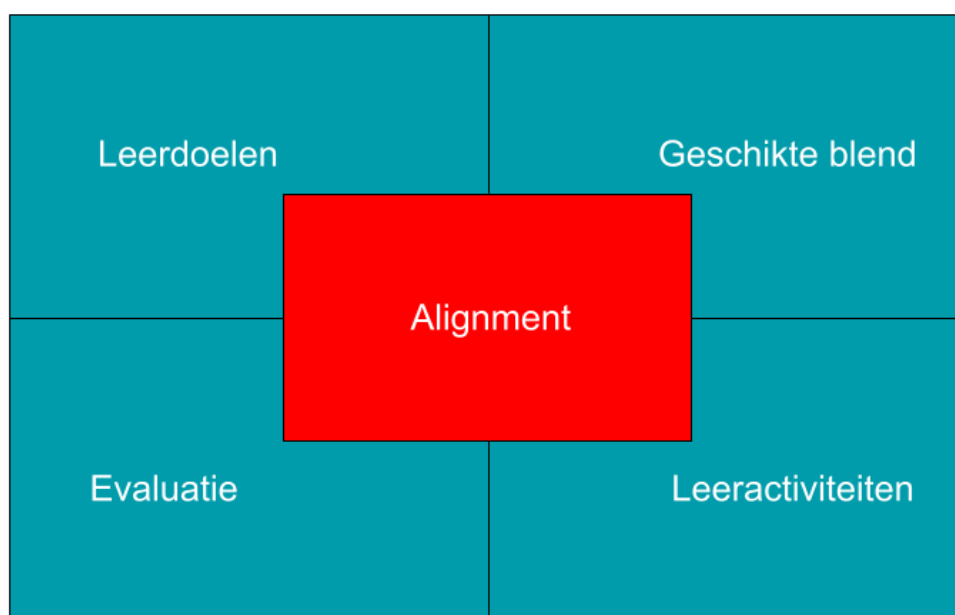 Leerdoelen
Geschikte blend
Alignment
Evaluatie
Leeractiviteiten